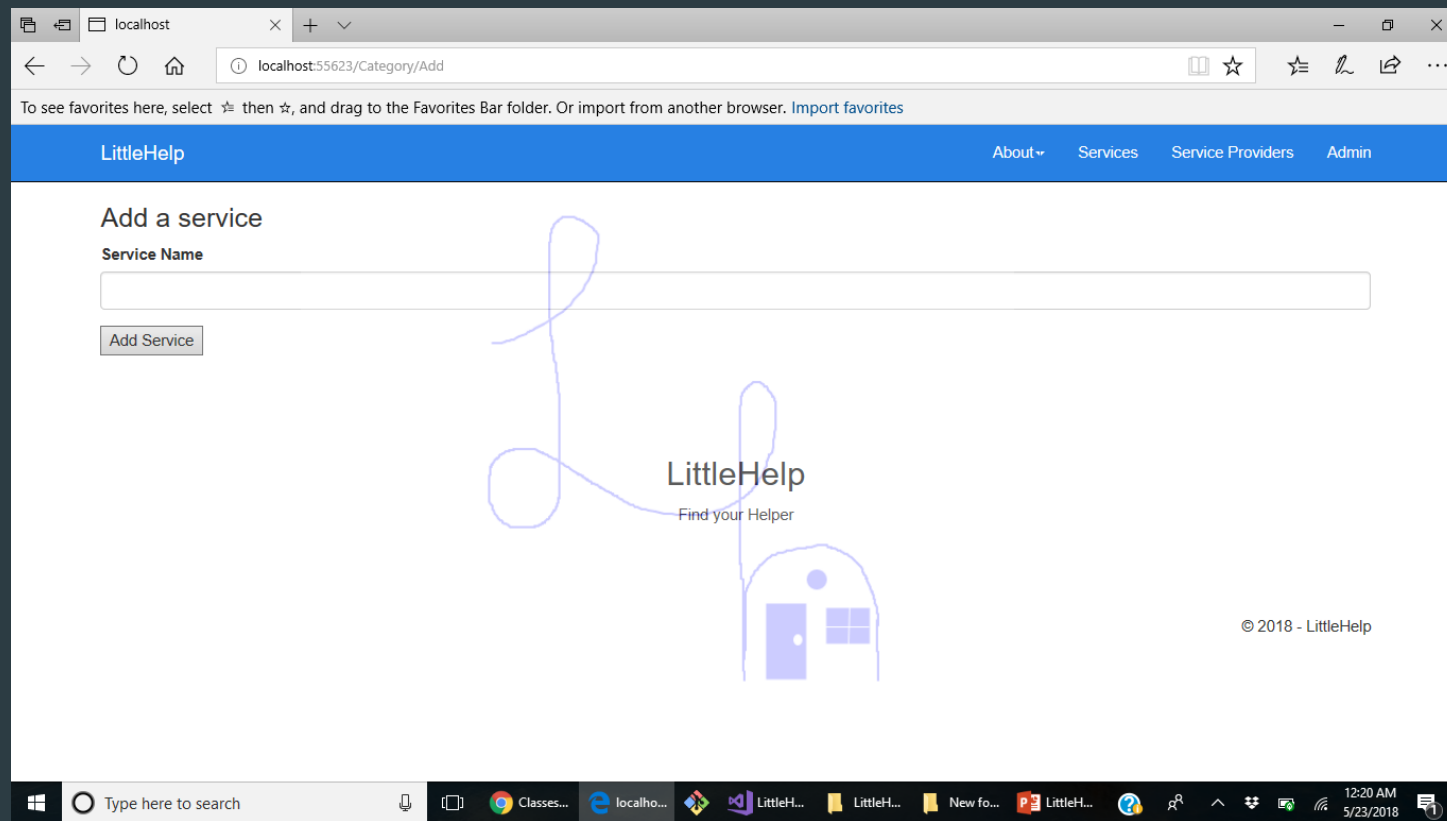 localhost
localhost:55623/Category/Add
To see favorites here, select then , and drag to the Favorites Bar folder. Or import from another browser. Import favorites
LittleHelp About Services Service Providers Admin
Add a service
Service Name
Add Service
LittleHelp
Find your Helper
© 2018 - LittleHelp
Type here to search Classes... localho... LittleH... LittleH... New fo... LittleH... 12:20 AM
5/23/2018
1